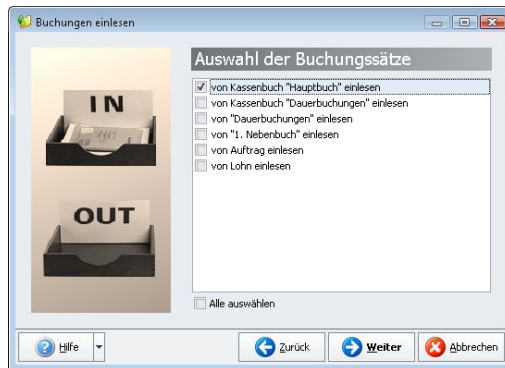 Buchungen einlesen
IN
OUT
Auswahl der Buchungssätze
von Kassenbuch "Hauptbuch" einlesen
von Kassenbuch "Dauerbuchungen" einlesen
von "Dauerbuchungen" einlesen
von "1. Nebenbuch" einlesen
von Auftrag einlesen
von Lohn einlesen
Alle auswählen
Hilfe
Zurück
Weiter
Abbrechen